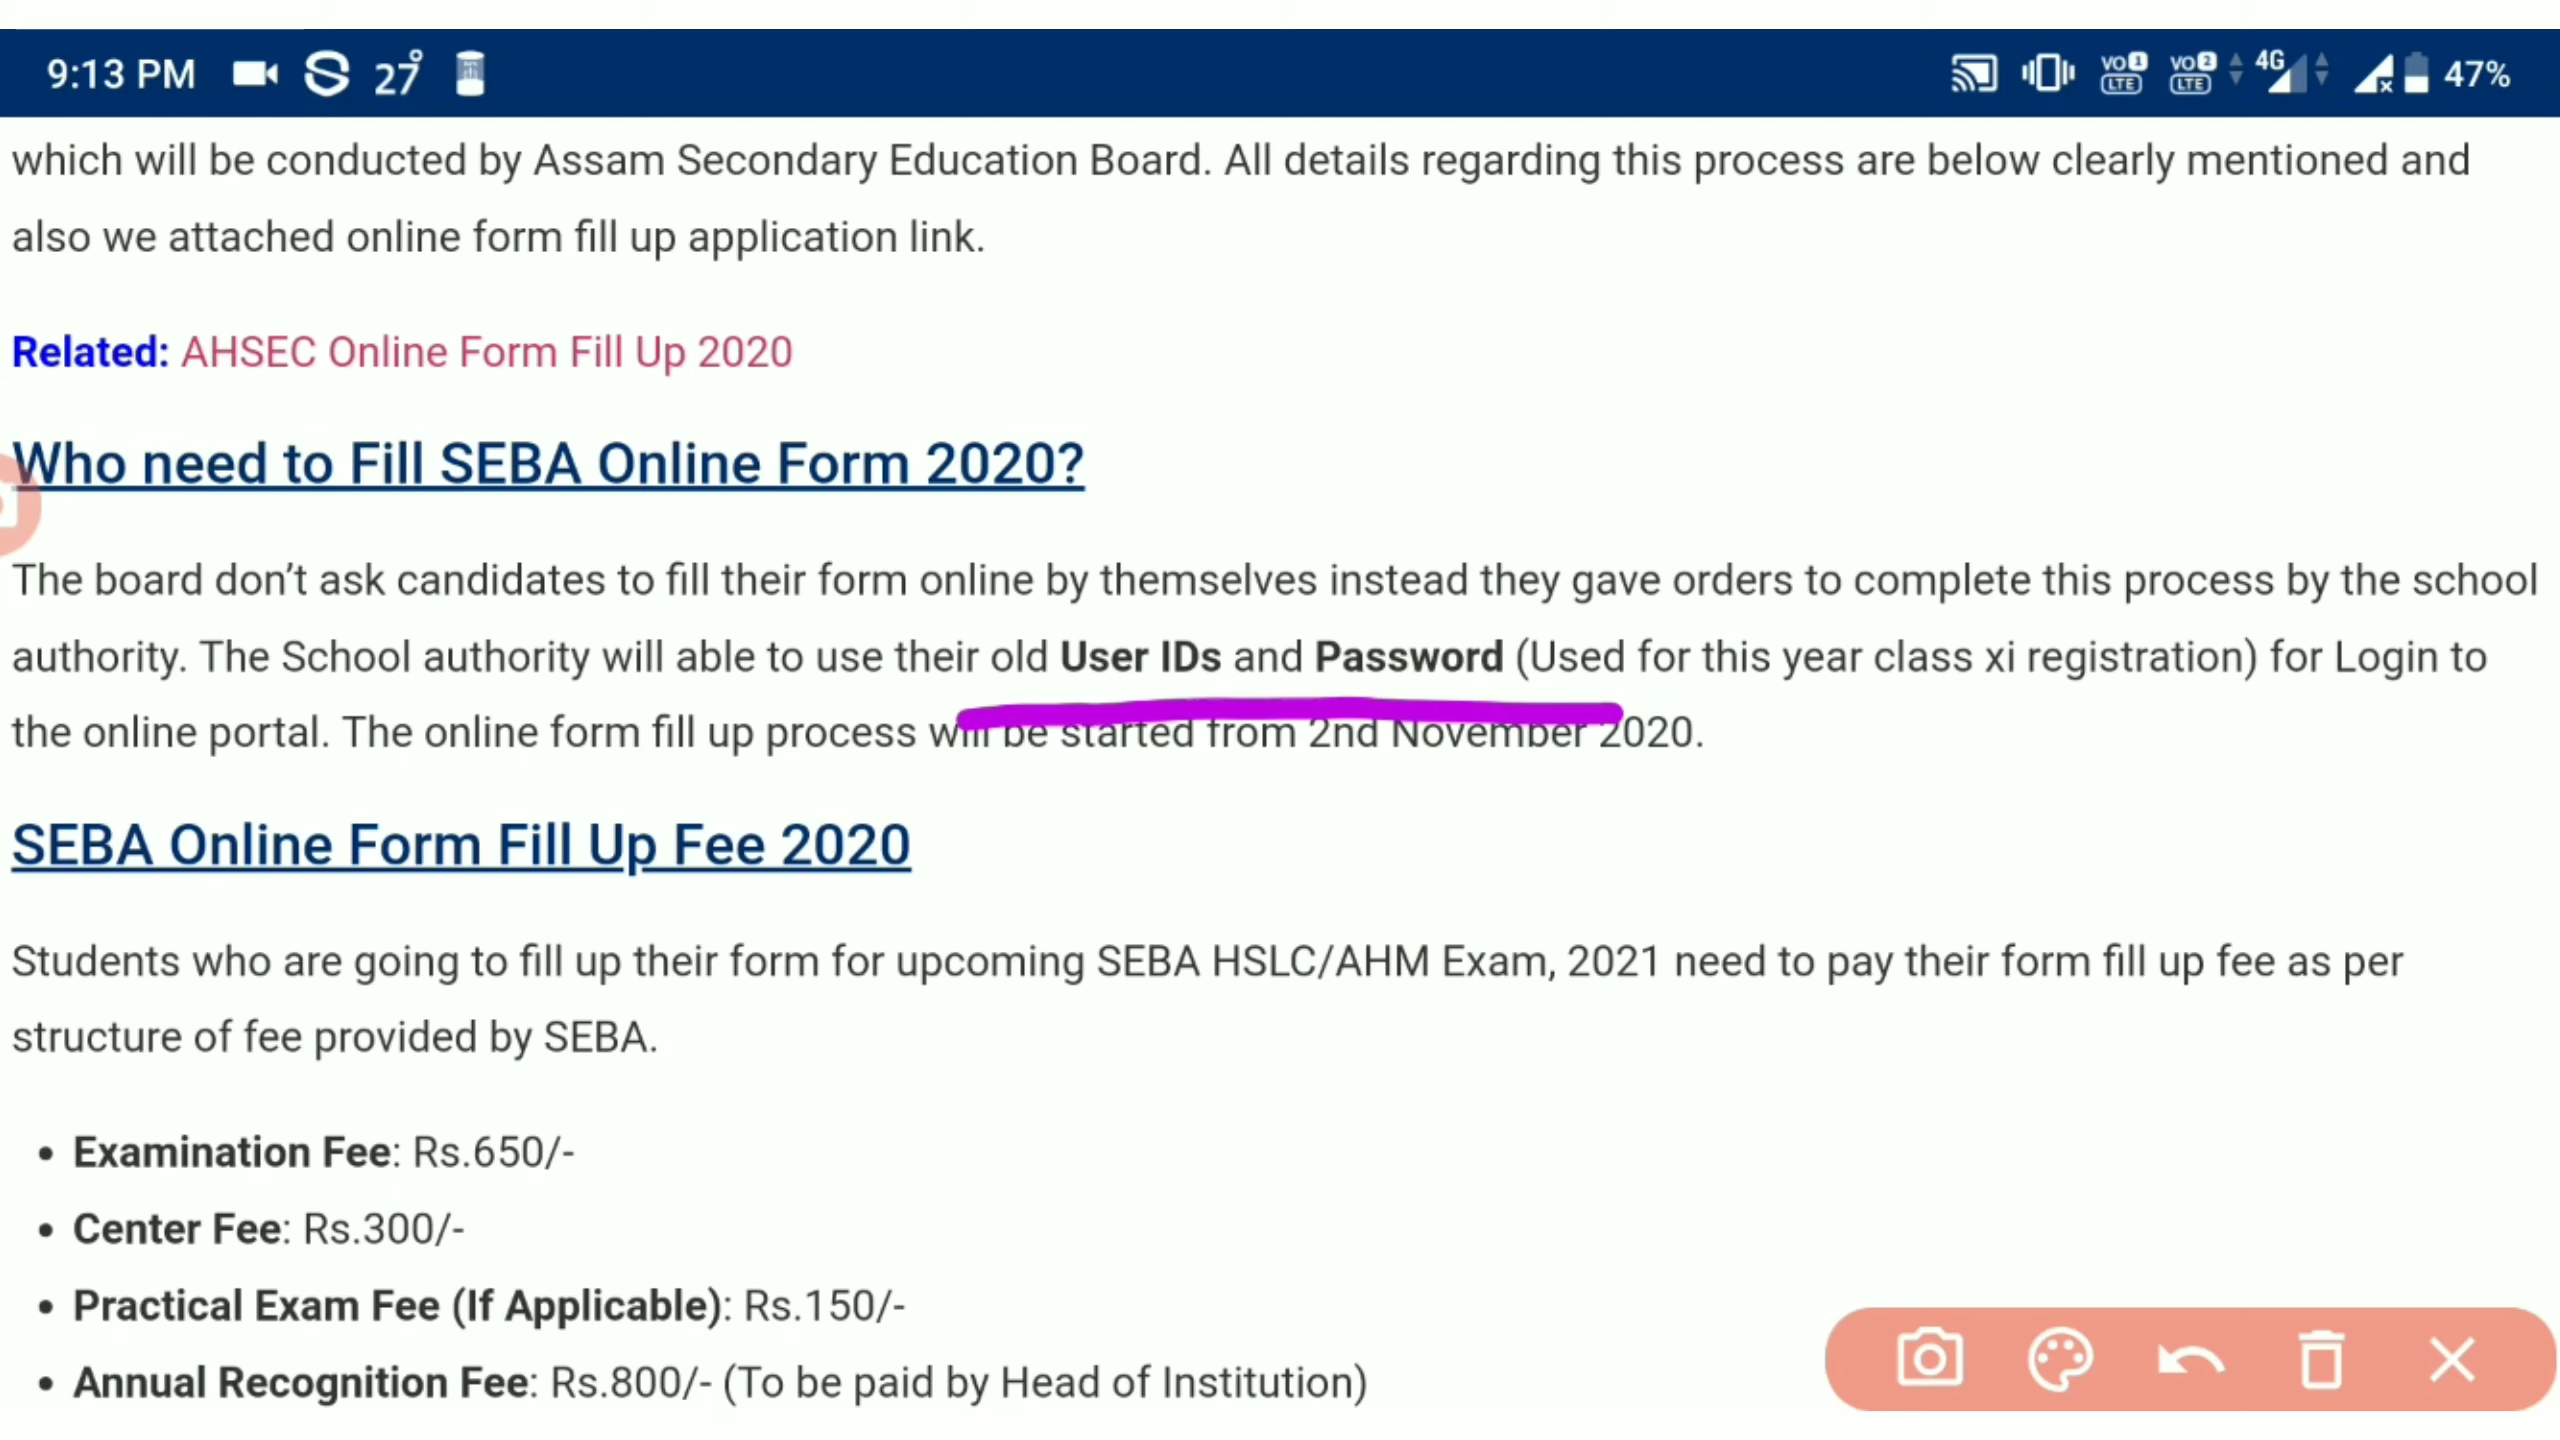 9:13 PM 27° VO 1 LTE VO 2 LTE 4G 47%
which will be conducted by Assam Secondary Education Board. All details regarding this process are below clearly mentioned and
also we attached online form fill up application link.
Related: AHSEC Online Form Fill Up 2020
Who need to Fill SEBA Online Form 2020?
The board don’t ask candidates to fill their form online by themselves instead they gave orders to complete this process by the school
authority. The School authority will able to use their old User IDs and Password (Used for this year class xi registration) for Login to
the online portal. The online form fill up process will be started from 2nd November 2020.
SEBA Online Form Fill Up Fee 2020
Students who are going to fill up their form for upcoming SEBA HSLC/AHM Exam, 2021 need to pay their form fill up fee as per
structure of fee provided by SEBA.
• Examination Fee: Rs.650/-
• Center Fee: Rs.300/-
• Practical Exam Fee (If Applicable): Rs.150/-
• Annual Recognition Fee: Rs.800/- (To be paid by Head of Institution)